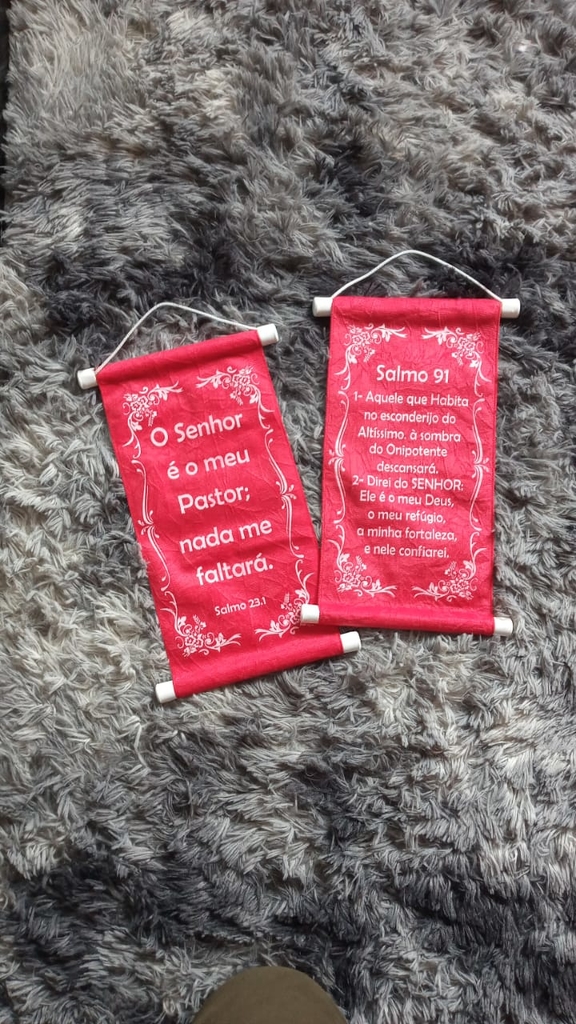 O Senhor
é o meu
Pastor;
nada me
faltará.
Salmo 23.1
Salmo 91
1- Aquele que Habita
no esconderijo do
Altíssimo. à sombra
do Onipotente
descansará.
2- Direi do SENHOR:
Ele é o meu Deus,
o meu refúgio,
a minha fortaleza,
e nele confiarei.